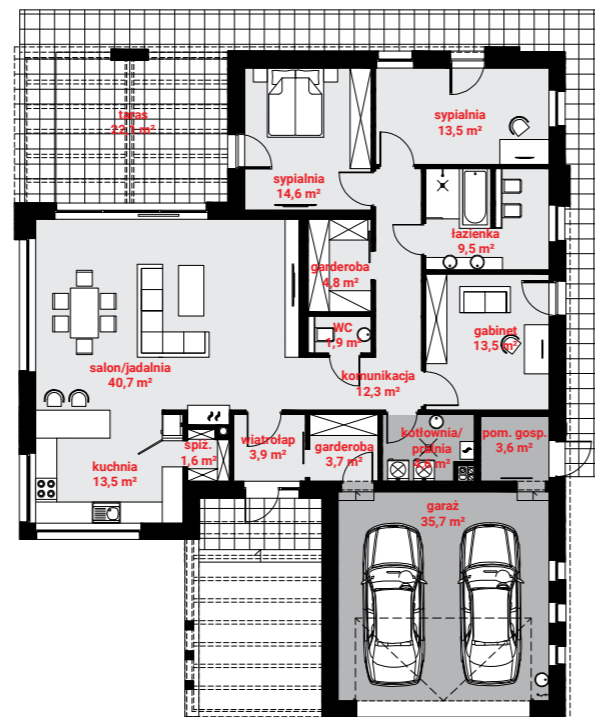 taras
22,1 m²
sypialnia
13,5 m²
sypialnia
14,6 m²
łazienka
9,5 m²
garderoba
4,8 m²
WC
1,9 m²
gabinet
13,5 m²
salon/jadalnia
40,7 m²
komunikacja
12,3 m²
kuchnia
13,5 m²
spiż.
1,6 m²
wiatrołap
3,9 m²
garderoba
3,7 m²
kotłownia/
pralnia
m²
pom. gosp.
3,6 m²
garaż
35,7 m²